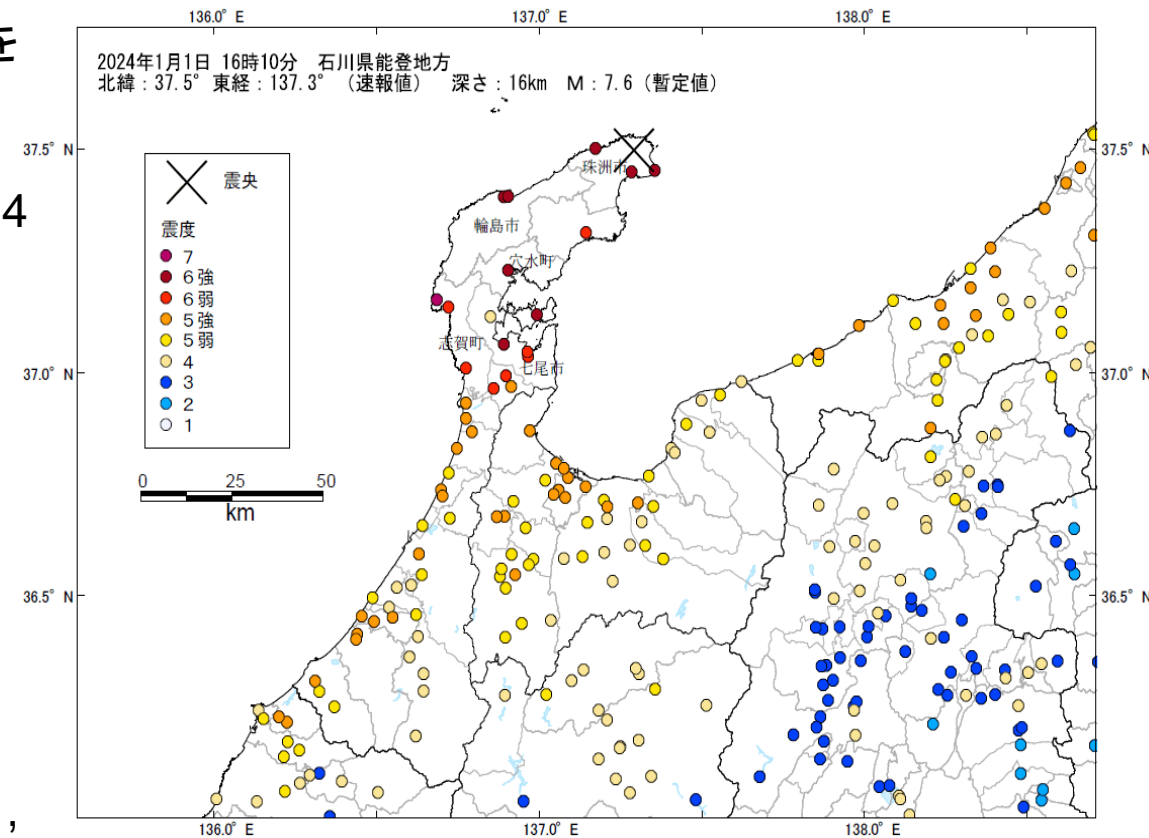 を
4
,
136.0° E
137.0° E
138.0° E
2024年1月1日 16時10分 石川県能登地方
北緯：37.5° 東経：137.3° （速報値） 深さ：16km M：7.6（暫定値）
37.5° N
37.5° N
震央
震度
7
6強
6弱
5強
5弱
4
3
2
1
珠洲市
輪島市
穴水町
志賀町
七尾市
37.0° N
37.0° N
0 25 50
km
36.5° N
36.5° N
136.0° E
137.0° E
138.0° E